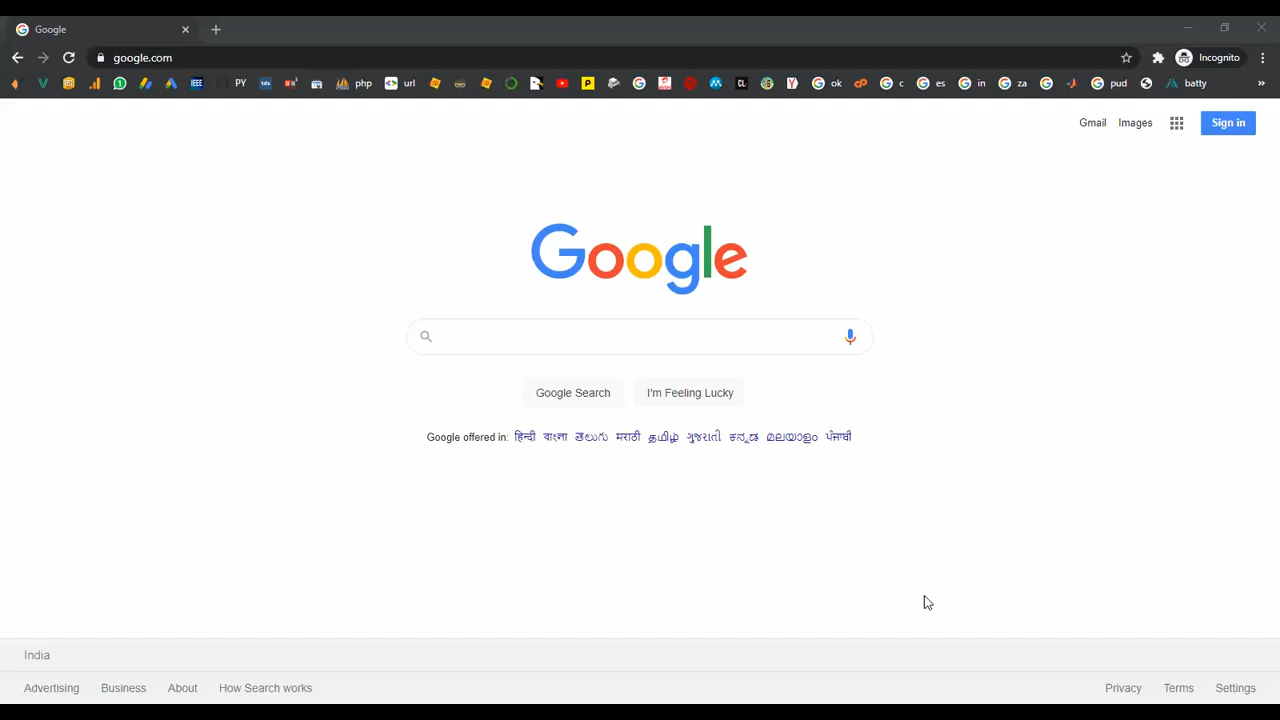 Google
google.com
Incognito
PY php url ok c es in za pud batty »
Gmail Images Sign in
Google
Google Search I'm Feeling Lucky
Google offered in: हिन्दी বাংলা తెలుగు मराठी தமிழ் ગુજરાતી ಕನ್ನಡ മലയാളം ਪੰਜਾਬੀ
India
Advertising Business About How Search works Privacy Terms Settings